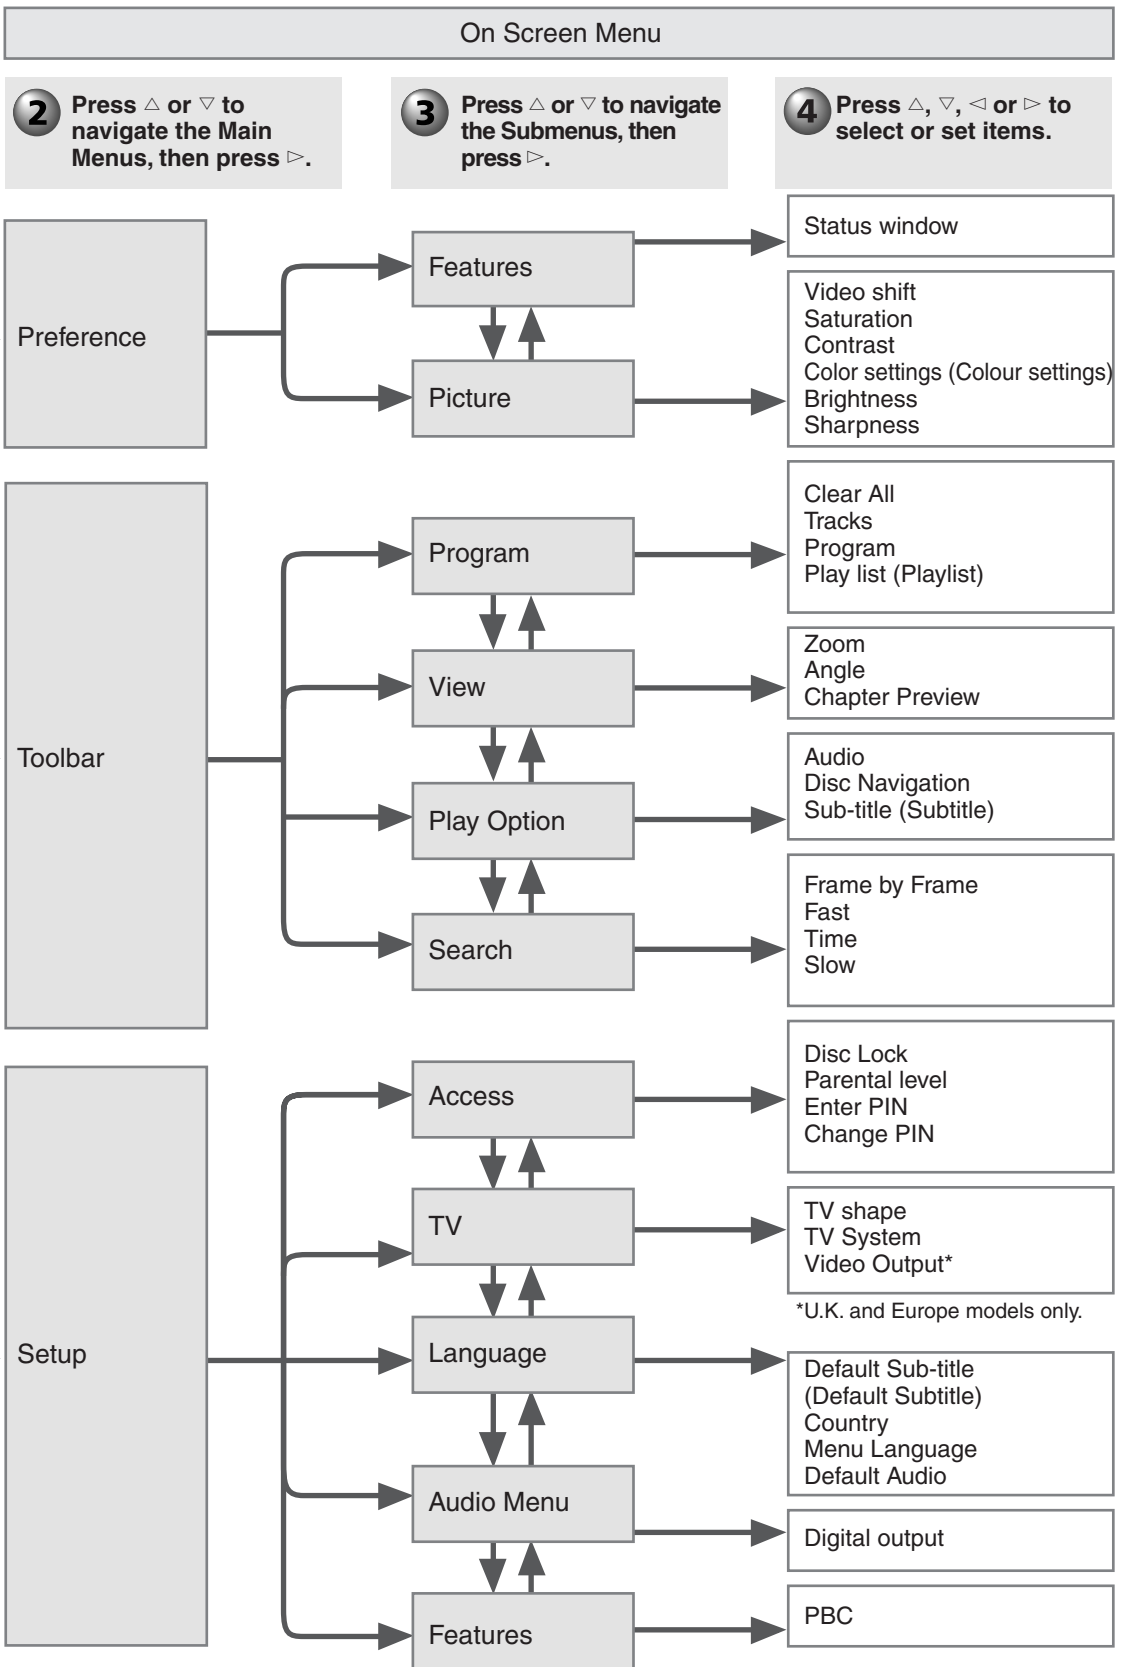 On Screen Menu
2 Press △ or ▽ to
navigate the Main
Menus, then press ▷.
3 Press △ or ▽ to navigate
the Submenus, then
press ▷.
4 Press △, ▽, ◁ or ▷ to
select or set items.
Preference
Features
Status window
Picture
Video shift
Saturation
Contrast
Color settings (Colour settings)
Brightness
Sharpness
Toolbar
Program
Clear All
Tracks
Program
Play list (Playlist)
View
Zoom
Angle
Chapter Preview
Play Option
Audio
Disc Navigation
Sub-title (Subtitle)
Search
Frame by Frame
Fast
Time
Slow
Setup
Access
Disc Lock
Parental level
Enter PIN
Change PIN
TV
TV shape
TV System
Video Output*
*U.K. and Europe models only.
Language
Default Sub-title
(Default Subtitle)
Country
Menu Language
Default Audio
Audio Menu
Digital output
Features
PBC